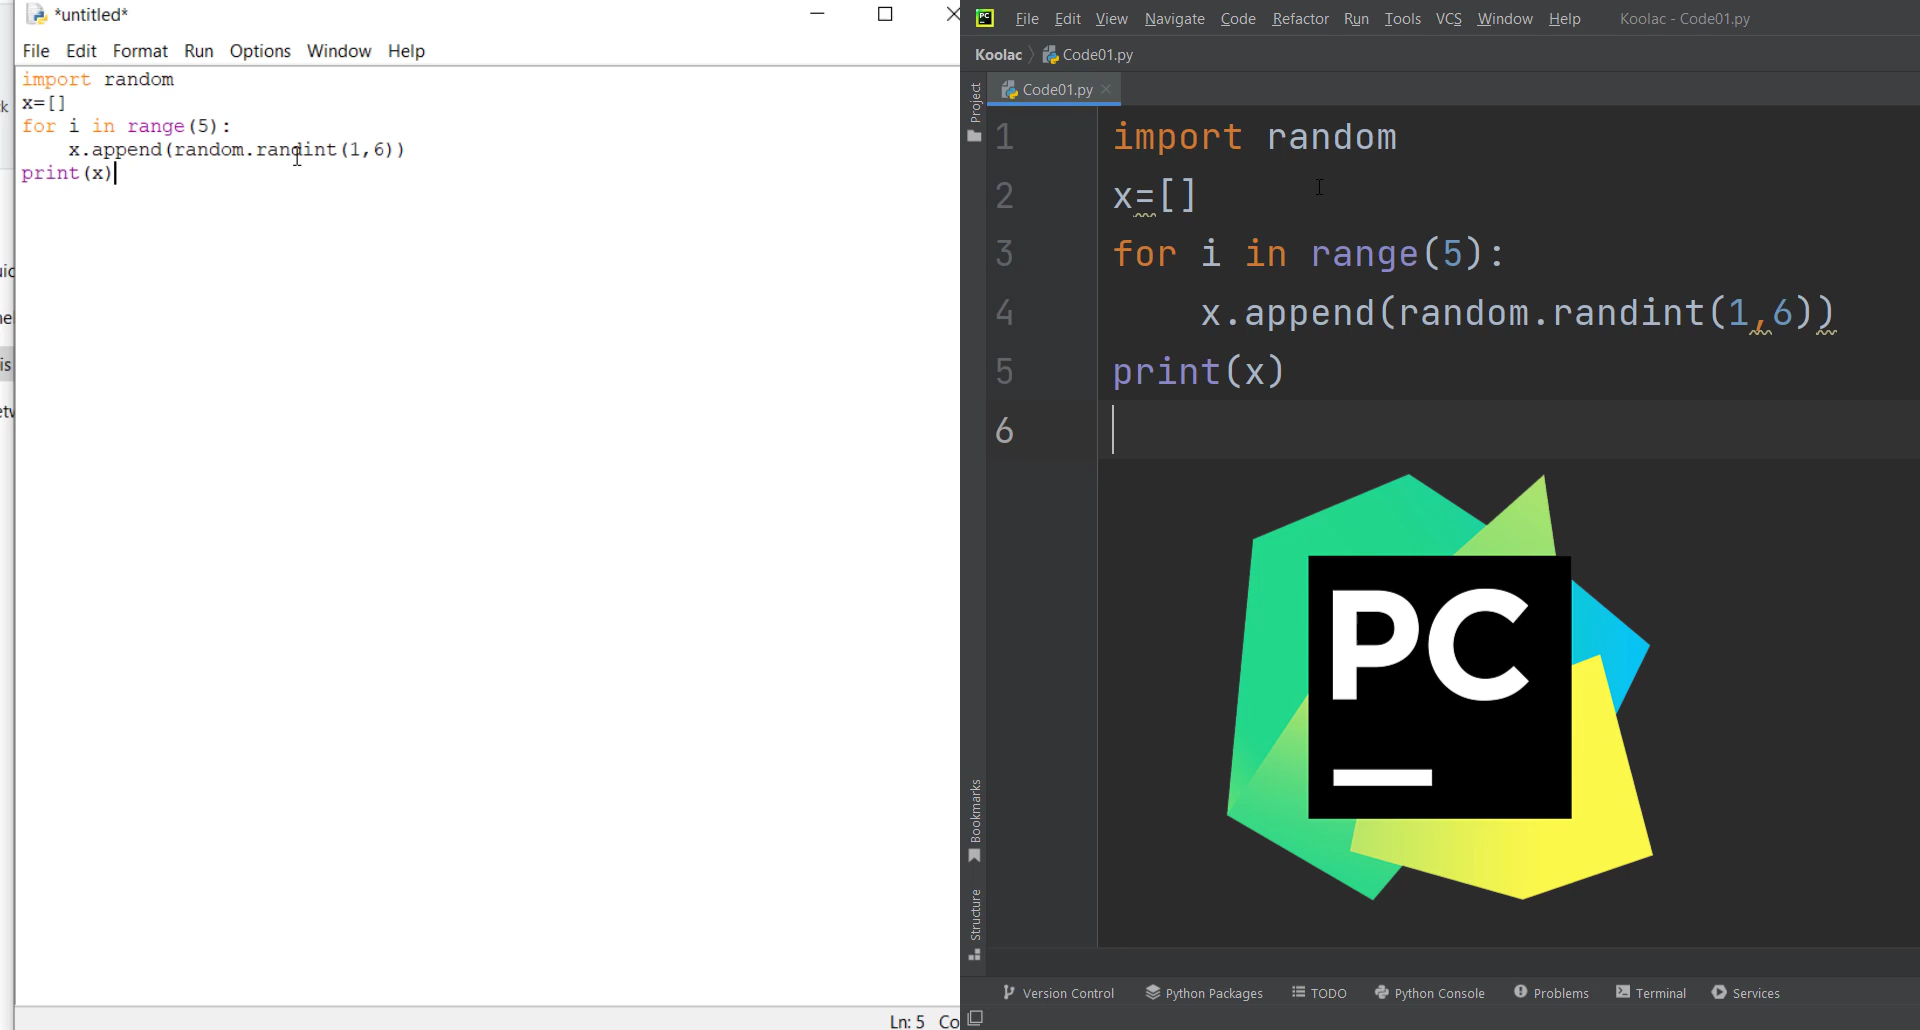 *untitled*
File Edit Format Run Options Window Help
import random
x=[]
for i in range(5):
    x.append(random.randint(1,6))
print(x)
Ln: 5 Co
PC File Edit View Navigate Code Refactor Run Tools VCS Window Help Koolac - Code01.py
Koolac Code01.py
Code01.py
Project
1 import random
2 x=[]
3 for i in range(5):
4     x.append(random.randint(1,6))
5 print(x)
6
PC
Bookmarks
Structure
Version Control Python Packages TODO Python Console Problems Terminal Services